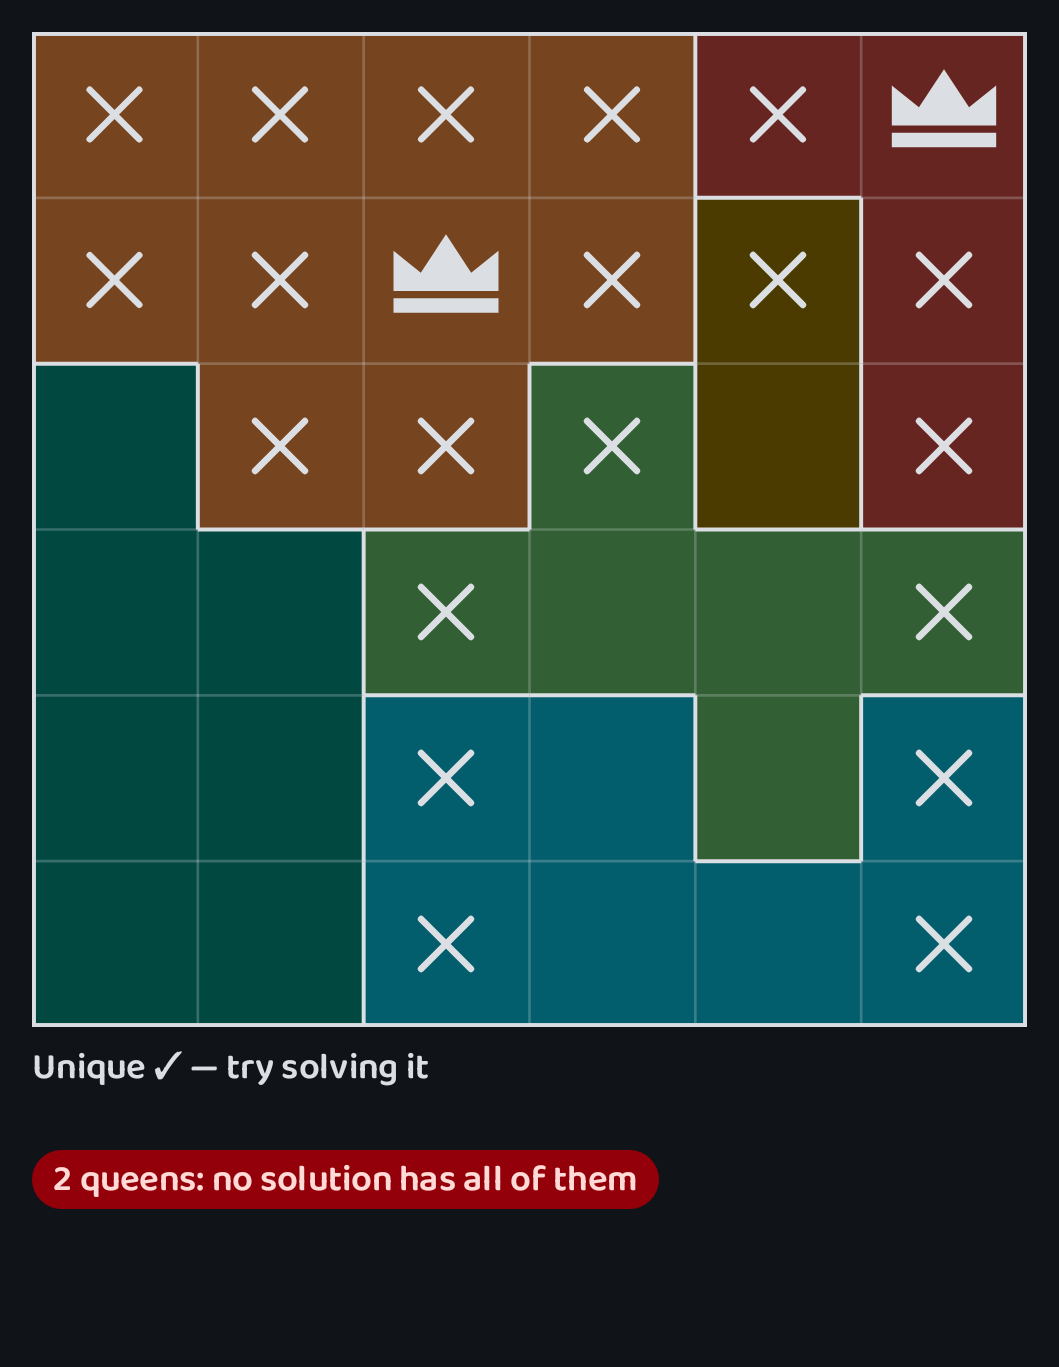 Unique ✓ — try solving it
2 queens: no solution has all of them